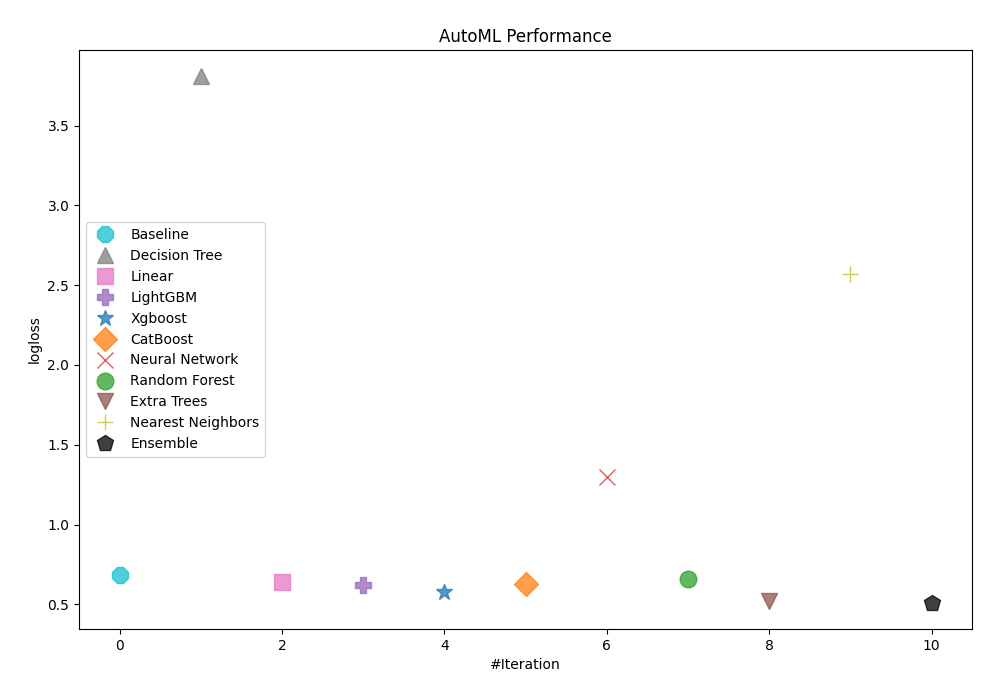 AutoML Performance
3.5
3.0
2.5
2.0
1.5
1.0
0.5
logloss
Baseline
Decision Tree
Linear
LightGBM
Xgboost
CatBoost
Neural Network
Random Forest
Extra Trees
Nearest Neighbors
Ensemble
0 2 4 6 8 10
#Iteration